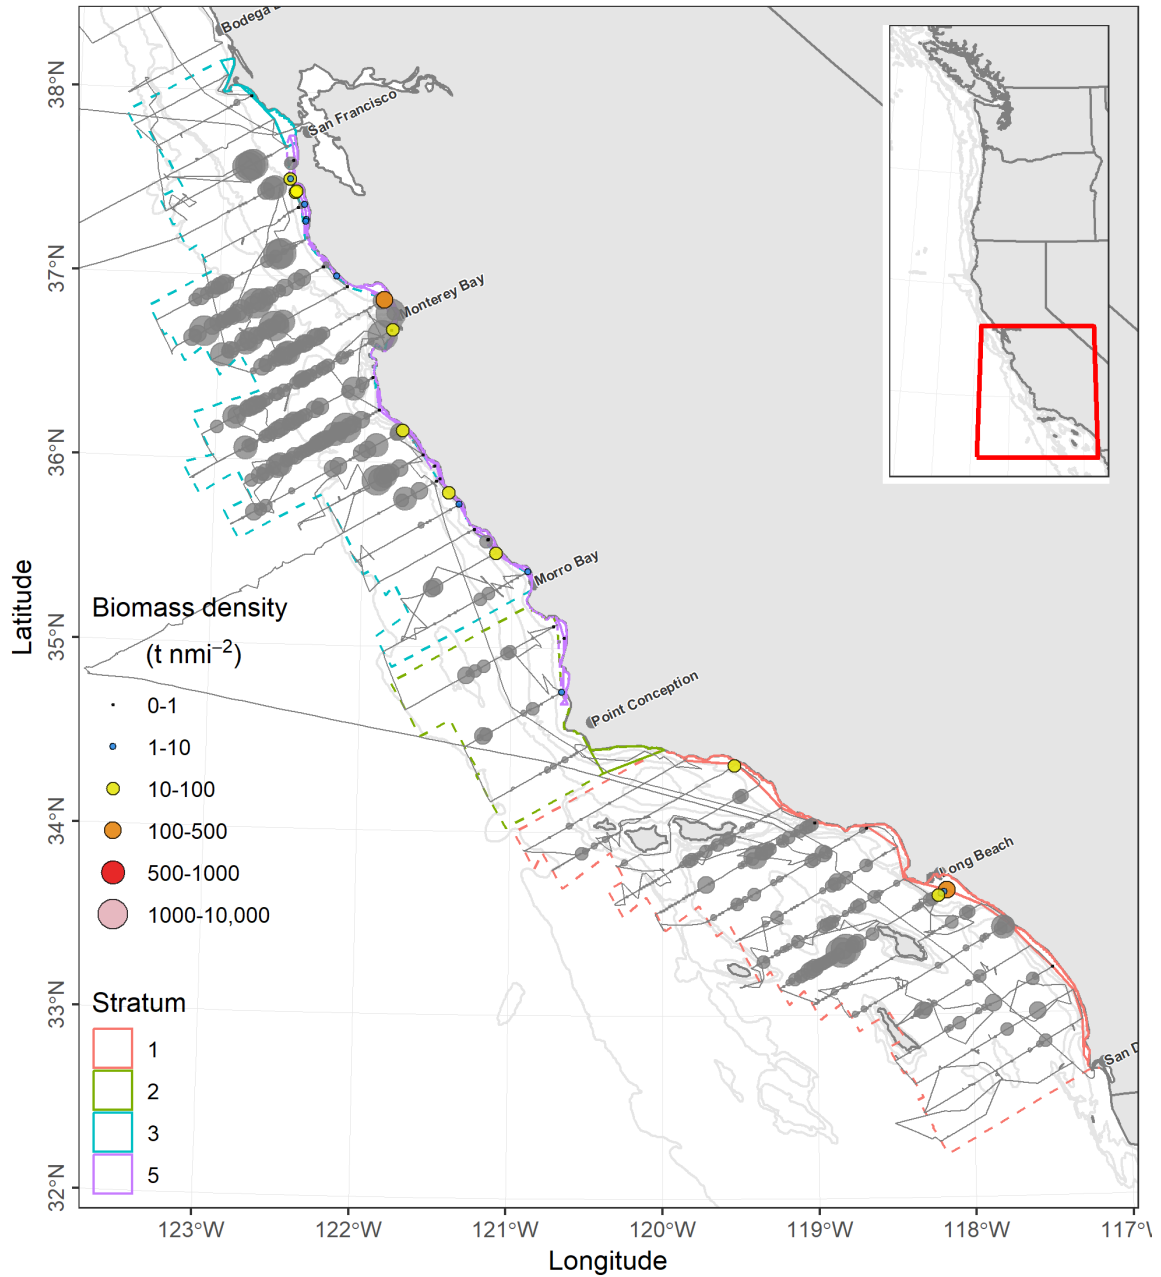 Bodega
San Francisco
Monterey Bay
Morro Bay
Point Conception
Long Beach
San D
38°N
37°N
36°N
35°N
34°N
33°N
32°N
Latitude
Biomass density
(t nmi⁻²)
0-1
1-10
10-100
100-500
500-1000
1000-10,000
Stratum
1
2
3
5
123°W 122°W 121°W 120°W 119°W 118°W 117°W
Longitude